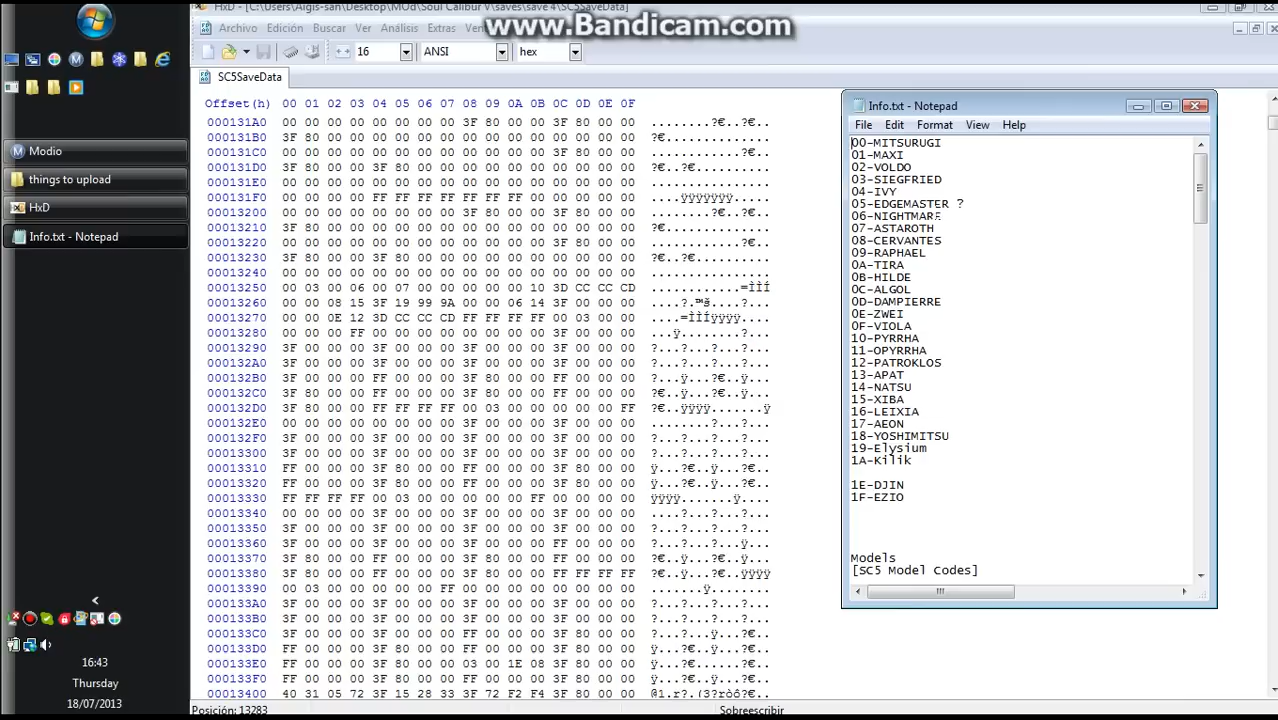 HxD - [C:\Users\Algis-san\Desktop\MOd\Soul Calibur V\saves\save 4\SC5SaveData]
www.Bandicam.com
Archivo Edición Buscar Ver Análisis Extras
16 ANSI hex
SC5SaveData
Offset(h) 00 01 02 03 04 05 06 07 08 09 0A 0B 0C 0D 0E 0F
000131A0 00 00 00 00 00 00 00 00 00 00 00 00 3F 80 00 00 ........?€..?€..
000131B0 3F 80 00 00 00 00 00 00 00 00 00 00 00 00 00 00 ?€..............
000131C0 00 00 00 00 00 00 00 00 00 00 00 00 3F 80 00 00 ............?€..
000131D0 3F 80 00 00 3F 80 00 00 00 00 00 00 00 00 00 00 ?€..?€..........
000131E0 00 00 00 00 00 00 00 00 00 00 00 00 00 00 00 00 ................
000131F0 00 00 00 00 FF FF FF FF FF FF FF FF 00 00 00 00 ....ÿÿÿÿÿÿÿÿ....
00013200 00 00 00 00 00 00 00 00 3F 80 00 00 3F 80 00 00 ........?€..?€..
00013210 3F 80 00 00 00 00 00 00 00 00 00 00 00 00 00 00 ?€..............
00013220 00 00 00 00 00 00 00 00 00 00 00 00 3F 80 00 00 ............?€..
00013230 3F 80 00 00 3F 80 00 00 00 00 00 00 00 00 00 00 ?€..?€..........
00013240 00 00 00 00 00 00 00 00 00 00 00 00 00 00 00 00 ................
00013250 00 03 00 06 00 07 00 00 00 00 00 10 3D CC CC CD ............=ÌÌÍ
00013260 00 00 08 15 3F 19 99 9A 00 00 06 14 3F 00 00 00 ....?.™š....?...
00013270 00 00 0E 12 3D CC CC CD FF FF FF FF 00 03 00 00 ....=ÌÌÍÿÿÿÿ....
00013280 00 00 00 FF 00 00 00 00 00 00 00 00 3F 00 00 00 ...ÿ........?...
00013290 3F 00 00 00 3F 00 00 00 3F 00 00 00 3F 00 00 00 ?...?...?...?...
000132A0 3F 00 00 00 3F 00 00 00 3F 00 00 00 3F 00 00 00 ?...?...?...?...
000132B0 3F 00 00 00 FF 00 00 00 3F 80 00 00 FF 00 00 00 ?...ÿ...?€..ÿ...
000132C0 3F 80 00 00 FF 00 00 00 3F 80 00 00 FF 00 00 00 ?€..ÿ...?€..ÿ...
000132D0 3F 80 00 00 FF FF FF FF 00 03 00 00 00 00 00 FF ?€..ÿÿÿÿ.......ÿ
000132E0 00 00 00 00 00 00 00 00 3F 00 00 00 3F 00 00 00 ........?...?...
000132F0 3F 00 00 00 3F 00 00 00 3F 00 00 00 3F 00 00 00 ?...?...?...?...
00013300 3F 00 00 00 3F 00 00 00 3F 00 00 00 3F 00 00 00 ?...?...?...?...
00013310 FF 00 00 00 3F 80 00 00 FF 00 00 00 3F 80 00 00 ÿ...?€..ÿ...?€..
00013320 FF 00 00 00 3F 80 00 00 FF 00 00 00 3F 80 00 00 ÿ...?€..ÿ...?€..
00013330 FF FF FF FF 00 03 00 00 00 00 00 FF 00 00 00 00 ÿÿÿÿ.......ÿ....
00013340 00 00 00 00 3F 00 00 00 3F 00 00 00 3F 00 00 00 ....?...?...?...
00013350 3F 00 00 00 3F 00 00 00 3F 00 00 00 3F 00 00 00 ?...?...?...?...
00013360 3F 00 00 00 3F 00 00 00 3F 00 00 00 FF 00 00 00 ?...?...?...ÿ...
00013370 3F 80 00 00 FF 00 00 00 3F 80 00 00 FF 00 00 00 ?€..ÿ...?€..ÿ...
00013380 3F 80 00 00 FF 00 00 00 3F 80 00 00 FF FF FF FF ?€..ÿ...?€..ÿÿÿÿ
00013390 00 03 00 00 00 00 00 FF 00 00 00 00 00 00 00 00 .......ÿ........
000133A0 3F 00 00 00 3F 00 00 00 3F 00 00 00 3F 00 00 00 ?...?...?...?...
000133B0 3F 00 00 00 3F 00 00 00 3F 00 00 00 3F 00 00 00 ?...?...?...?...
000133C0 3F 00 00 00 3F 00 00 00 FF 00 00 00 3F 80 00 00 ?...?...ÿ...?€..
000133D0 FF 00 00 00 3F 80 00 00 FF 00 00 00 3F 80 00 00 ÿ...?€..ÿ...?€..
000133E0 FF 00 00 00 3F 80 00 00 00 03 00 1E 08 3F 80 00 00
000133F0 FF 00 00 00 3F 80 00 00 3F 80 00 00 3F 80 00 00
00013400 40 31 05 72 3F 15 28 33 3F 72 F2 F4 3F 80 00 00 @1.r?.(3?ròô?€..
Posición: 13283 Sobreescribir
Info.txt - Notepad
File Edit Format View Help
00-MITSURUGI
01-MAXI
02-VOLDO
03-SIEGFRIED
04-IVY
05-EDGEMASTER ?
06-NIGHTMARE
07-ASTAROTH
08-CERVANTES
09-RAPHAEL
0A-TIRA
0B-HILDE
0C-ALGOL
0D-DAMPIERRE
0E-ZWEI
0F-VIOLA
10-PYRRHA
11-OPYRRHA
12-PATROKLOS
13-APAT
14-NATSU
15-XIBA
16-LEIXIA
17-AEON
18-YOSHIMITSU
19-Elysium
1A-Kilik
1E-DJIN
1F-EZIO
Models
[SC5 Model Codes]
Modio
things to upload
HxD
Info.txt - Notepad
16:43
Thursday
18/07/2013